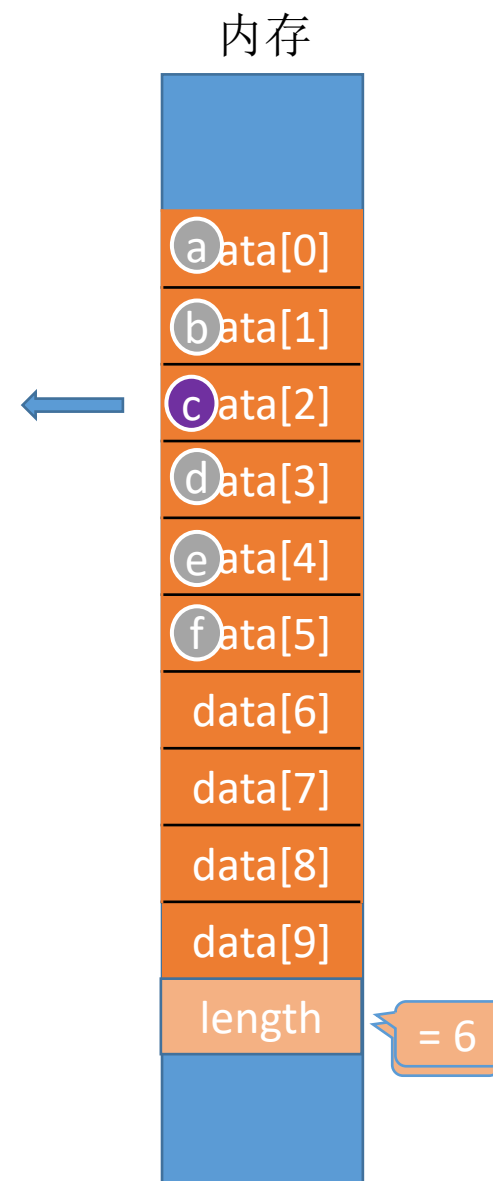 内存
a ata[0]
b ata[1]
c ata[2]
d ata[3]
e ata[4]
f ata[5]
data[6]
data[7]
data[8]
data[9]
length
= 6